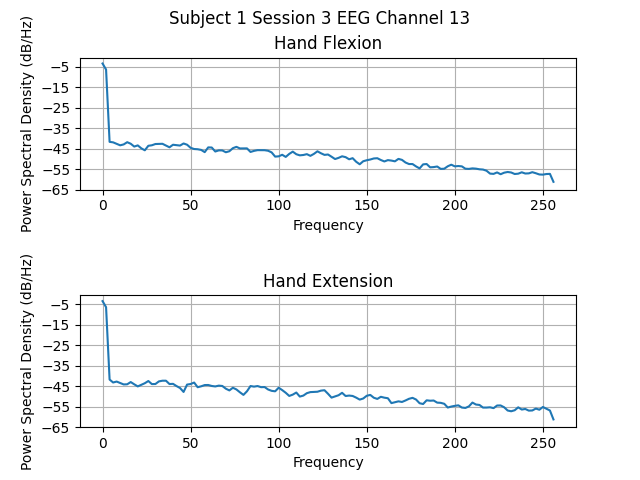 Subject 1 Session 3 EEG Channel 13
Hand Flexion
Power Spectral Density (dB/Hz)
−5
−15
−25
−35
−45
−55
−65
0 50 100 150 200 250
Frequency
Hand Extension
Power Spectral Density (dB/Hz)
−5
−15
−25
−35
−45
−55
−65
0 50 100 150 200 250
Frequency